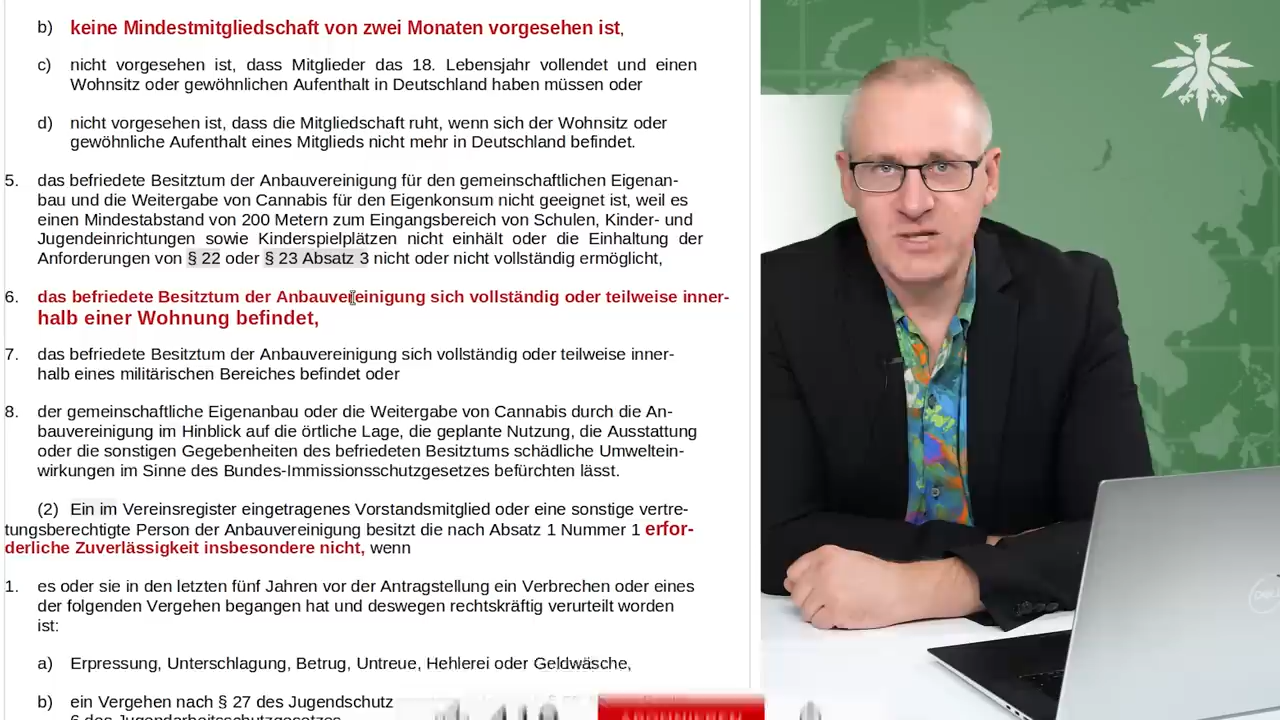 b) keine Mindestmitgliedschaft von zwei Monaten vorgesehen ist,
c) nicht vorgesehen ist, dass Mitglieder das 18. Lebensjahr vollendet und einen
Wohnsitz oder gewöhnlichen Aufenthalt in Deutschland haben müssen oder
d) nicht vorgesehen ist, dass die Mitgliedschaft ruht, wenn sich der Wohnsitz oder
gewöhnliche Aufenthalt eines Mitglieds nicht mehr in Deutschland befindet.
5. das befriedete Besitztum der Anbauvereinigung für den gemeinschaftlichen Eigenan-
bau und die Weitergabe von Cannabis für den Eigenkonsum nicht geeignet ist, weil es
einen Mindestabstand von 200 Metern zum Eingangsbereich von Schulen, Kinder- und
Jugendeinrichtungen sowie Kinderspielplätzen nicht einhält oder die Einhaltung der
Anforderungen von § 22 oder § 23 Absatz 3 nicht oder nicht vollständig ermöglicht,
6. das befriedete Besitztum der Anbauvereinigung sich vollständig oder teilweise inner-
halb einer Wohnung befindet,
7. das befriedete Besitztum der Anbauvereinigung sich vollständig oder teilweise inner-
halb eines militärischen Bereiches befindet oder
8. der gemeinschaftliche Eigenanbau oder die Weitergabe von Cannabis durch die An-
bauvereinigung im Hinblick auf die örtliche Lage, die geplante Nutzung, die Ausstattung
oder die sonstigen Gegebenheiten des befriedeten Besitztums schädliche Umweltein-
wirkungen im Sinne des Bundes-Immissionsschutzgesetzes befürchten lässt.
(2) Ein im Vereinsregister eingetragenes Vorstandsmitglied oder eine sonstige vertre-
tungsberechtigte Person der Anbauvereinigung besitzt die nach Absatz 1 Nummer 1 erfor-
derliche Zuverlässigkeit insbesondere nicht, wenn
1. es oder sie in den letzten fünf Jahren vor der Antragstellung ein Verbrechen oder eines
der folgenden Vergehen begangen hat und deswegen rechtskräftig verurteilt worden
ist:
a) Erpressung, Unterschlagung, Betrug, Untreue, Hehlerei oder Geldwäsche,
b) ein Vergehen nach § 27 des Jugendschutz
6 des Jugendarbeitsschutzgesetzes
ABONNIEREN
DELL